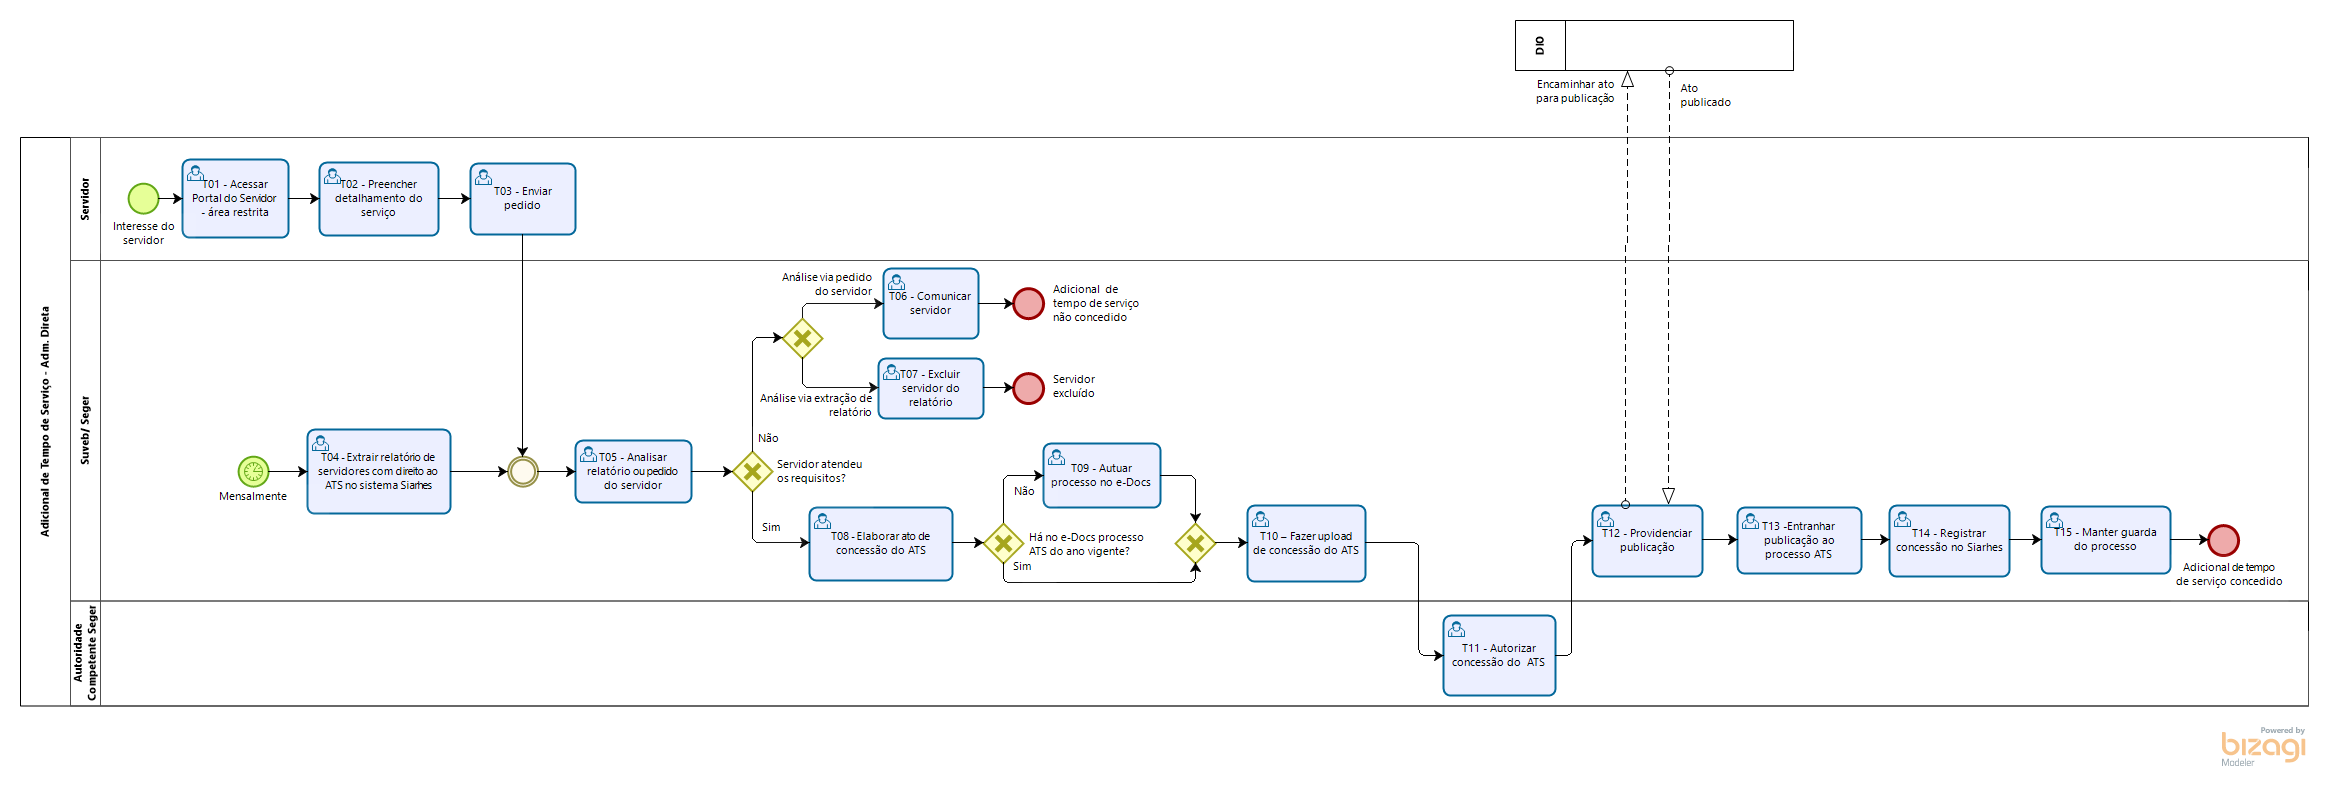 DIO
Encaminhar ato
para publicação
Ato
publicado
Adicional de Tempo de Serviço - Adm. Direta
Servidor
Interesse do
servidor
T01 - Acessar
Portal do Servidor
- área restrita
T02 - Preencher
detalhamento do
serviço
T03 - Enviar
pedido
Suveb/ Seger
Mensalmente
T04 - Extrair relatório de
servidores com direito ao
ATS no sistema Siarhes
T05 - Analisar
relatório ou pedido
do servidor
Servidor atendeu
os requisitos?
Não
Sim
Análise via pedido
do servidor
Análise via extração de
relatório
T06 - Comunicar
servidor
Adicional de
tempo de serviço
não concedido
T07 - Excluir
servidor do
relatório
Servidor
excluído
T08 - Elaborar ato de
concessão do ATS
Há no e-Docs processo
ATS do ano vigente?
Não
Sim
T09 - Autuar
processo no e-Docs
T10 – Fazer upload
de concessão do ATS
T12 - Providenciar
publicação
T13 -Entranhar
publicação ao
processo ATS
T14 - Registrar
concessão no Siarhes
T15 - Manter guarda
do processo
Adicional de tempo
de serviço concedido
Autoridade
Competente Seger
T11 - Autorizar
concessão do ATS
Powered by
bizagi
Modeler